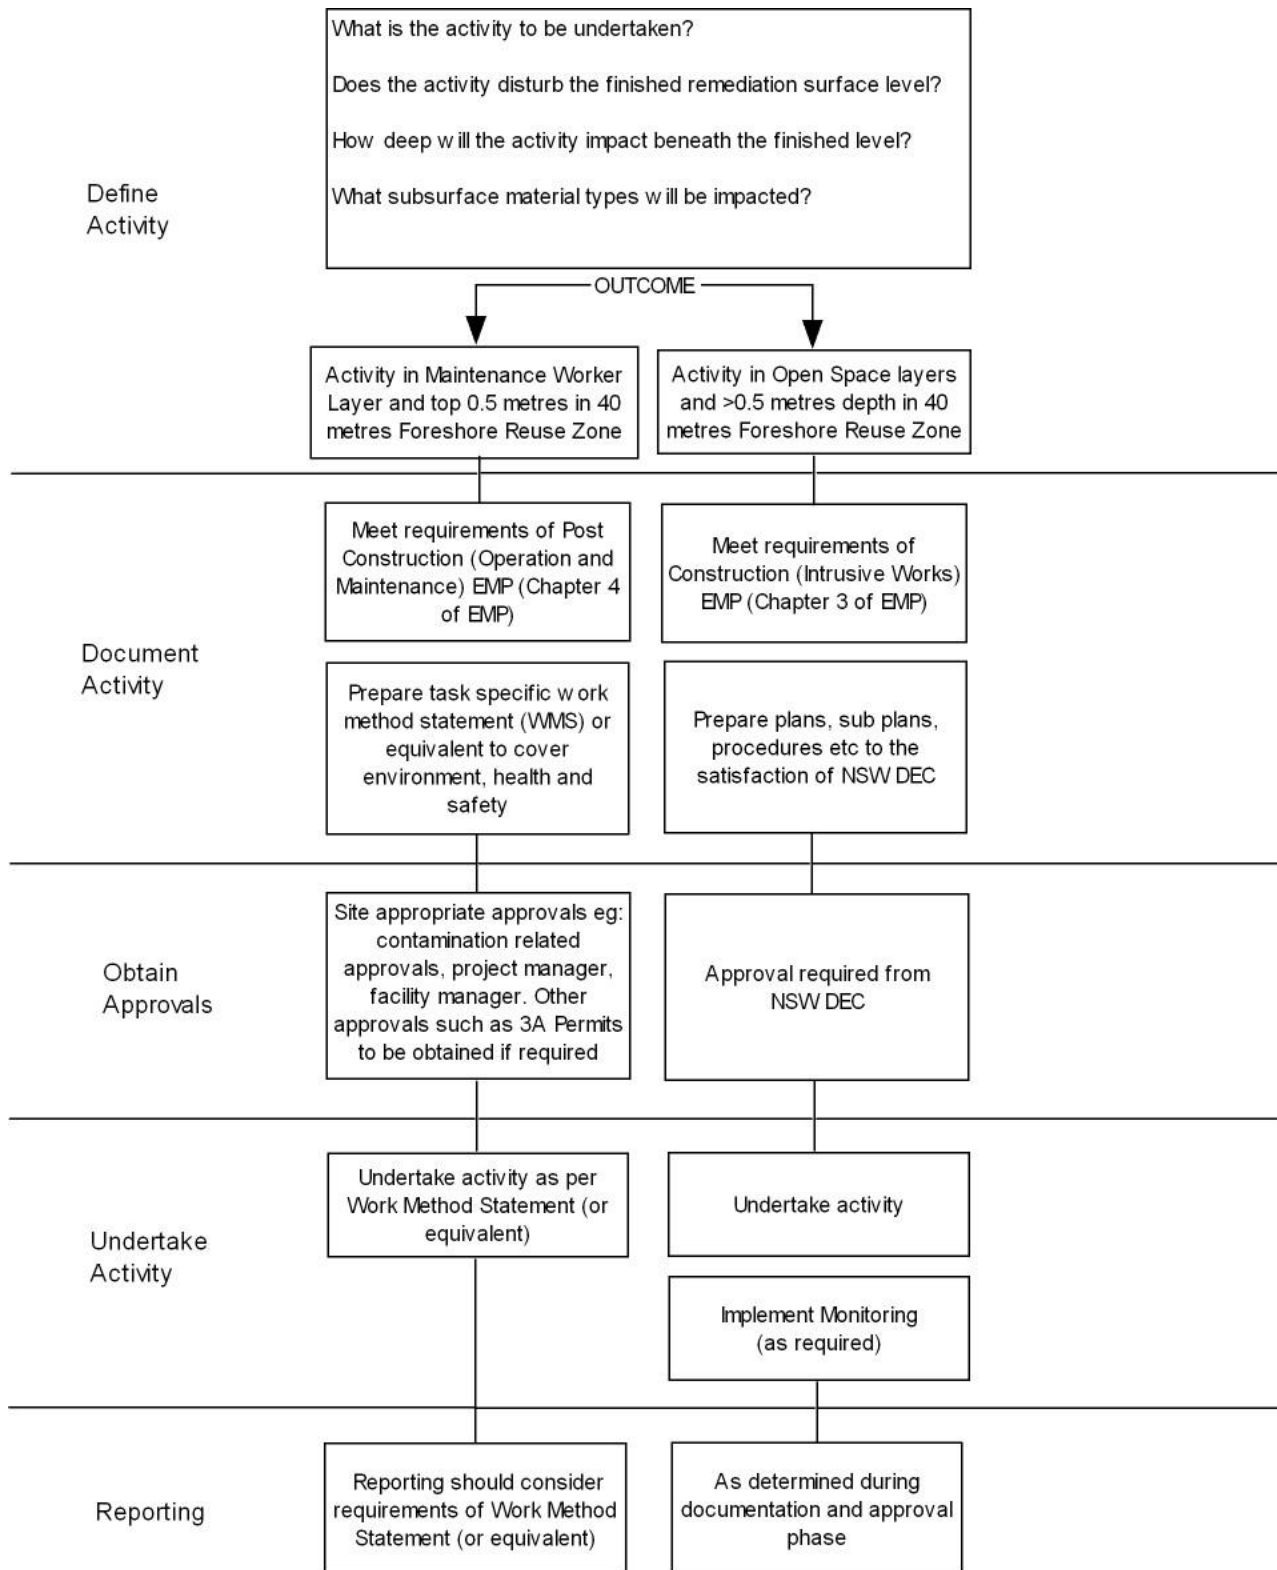 What is the activity to be undertaken?
Does the activity disturb the finished remediation surface level?
How deep will the activity impact beneath the finished level?
What subsurface material types will be impacted?
Define
Activity
OUTCOME
Activity in Maintenance Worker
Layer and top 0.5 metres in 40
metres Foreshore Reuse Zone
Activity in Open Space layers
and >0.5 metres depth in 40
metres Foreshore Reuse Zone
Document
Activity
Meet requirements of Post
Construction (Operation and
Maintenance) EMP (Chapter 4
of EMP)
Meet requirements of
Construction (Intrusive Works)
EMP (Chapter 3 of EMP)
Prepare task specific work
method statement (WMS) or
equivalent to cover
environment, health and
safety
Prepare plans, sub plans,
procedures etc to the
satisfaction of NSW DEC
Obtain
Approvals
Site appropriate approvals eg:
contamination related
approvals, project manager,
facility manager. Other
approvals such as 3A Permits
to be obtained if required
Approval required from
NSW DEC
Undertake
Activity
Undertake activity as per
Work Method Statement (or
equivalent)
Undertake activity
Implement Monitoring
(as required)
Reporting
Reporting should consider
requirements of Work Method
Statement (or equivalent)
As determined during
documentation and approval
phase